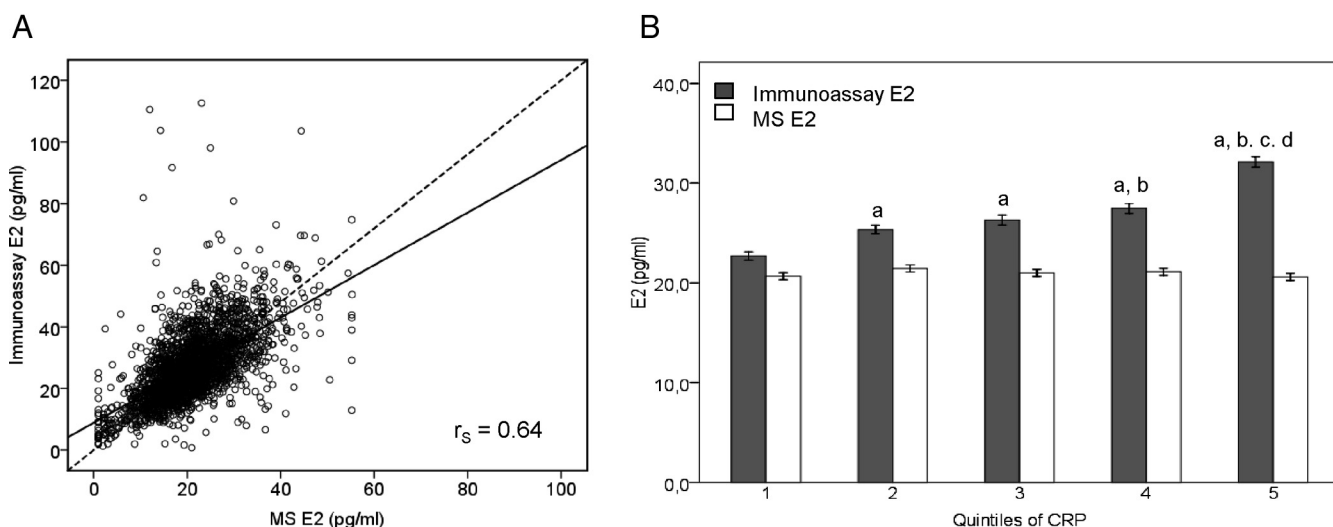 A
Immunoassay E2 (pg/ml)
120
100
80
60
40
20
0
rS = 0.64
0 20 40 60 80 100
MS E2 (pg/ml)
B
E2 (pg/ml)
40,0
30,0
20,0
10,0
0,0
Immunoassay E2
MS E2
a
a
a, b
a, b. c. d
1 2 3 4 5
Quintiles of CRP